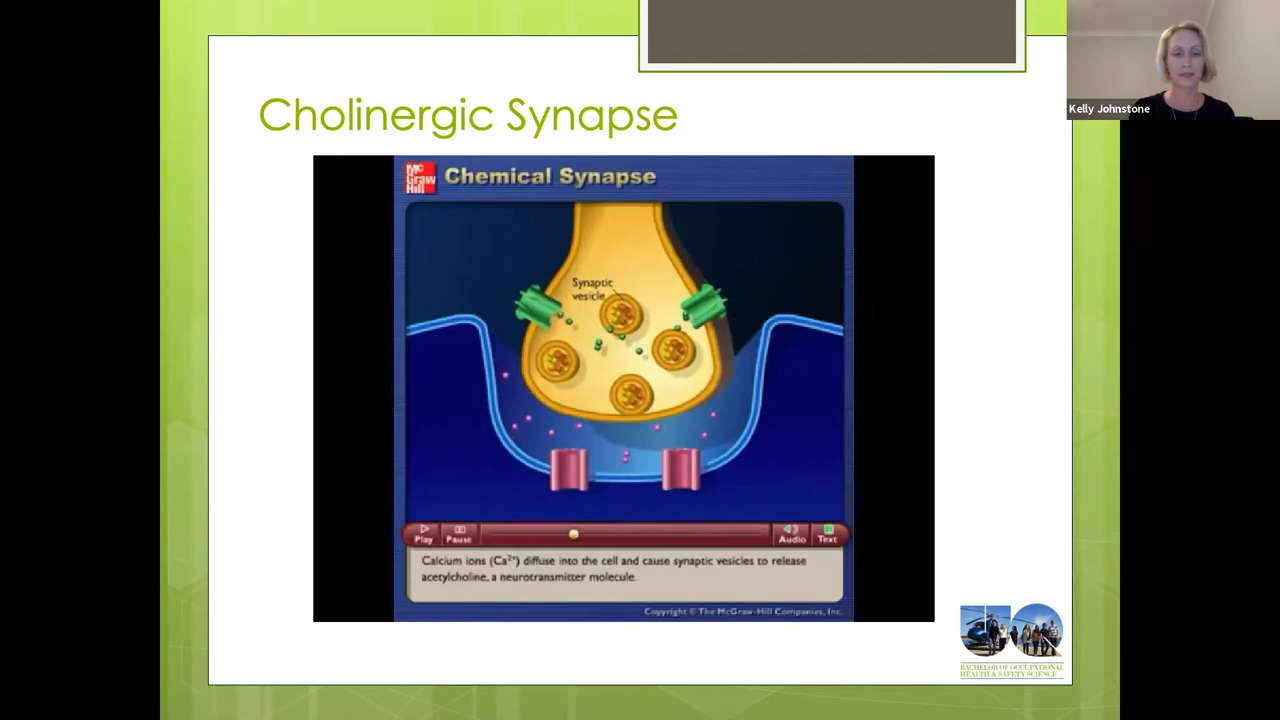 Cholinergic Synapse
Kelly Johnstone
Mc
Graw
Hill
Chemical Synapse
Synaptic
vesicle
Play
Pause
Audio
Text
Calcium ions (Ca²⁺) diffuse into the cell and cause synaptic vesicles to release
acetylcholine, a neurotransmitter molecule.
Copyright © The McGraw-Hill Companies, Inc.
UQ
BACHELOR OF OCCUPATIONAL
HEALTH & SAFETY SCIENCE